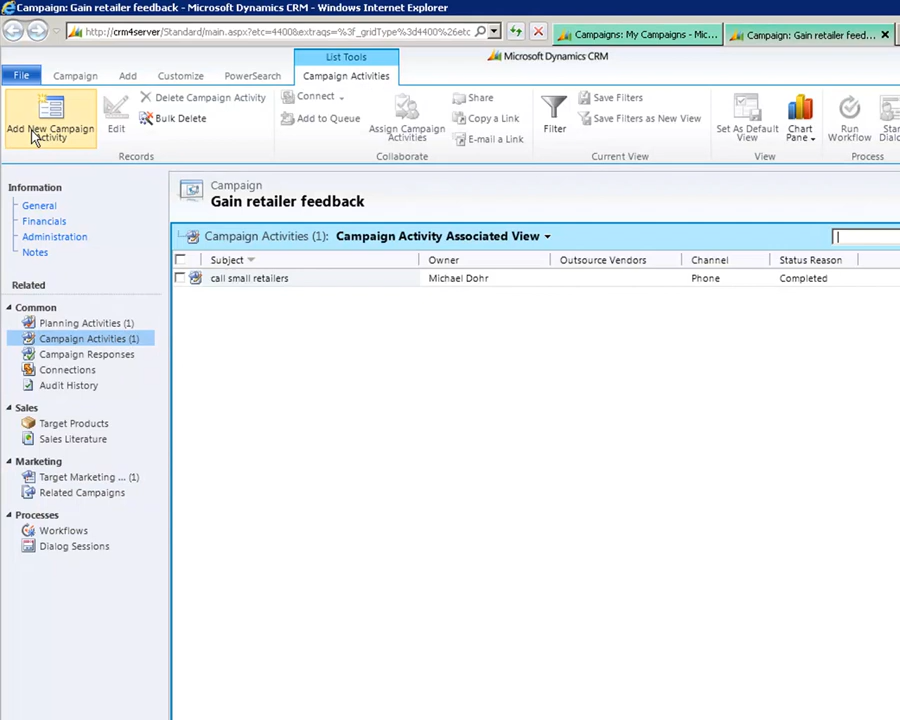 Campaign: Gain retailer feedback - Microsoft Dynamics CRM - Windows Internet Explorer
http://crm4server/Standard/main.aspx?etc=4400&extraqs=%3f_gridType%3d4400%26etc
Campaigns: My Campaigns - Mic...
Campaign: Gain retailer feed...
List Tools
Microsoft Dynamics CRM
File
Campaign
Add
Customize
PowerSearch
Campaign Activities
Add New Campaign
Activity
Edit
Delete Campaign Activity
Bulk Delete
Connect
Add to Queue
Assign Campaign
Activities
Share
Copy a Link
E-mail a Link
Filter
Save Filters
Save Filters as New View
Set As Default
View
Chart
Pane
Run
Workflow
Records
Collaborate
Current View
View
Process
Information
General
Financials
Administration
Notes
Related
Common
Planning Activities (1)
Campaign Activities (1)
Campaign Responses
Connections
Audit History
Sales
Target Products
Sales Literature
Marketing
Target Marketing ... (1)
Related Campaigns
Processes
Workflows
Dialog Sessions
Campaign
Gain retailer feedback
Campaign Activities (1): Campaign Activity Associated View
Subject Owner Outsource Vendors Channel Status Reason
call small retailers Michael Dohr Phone Completed